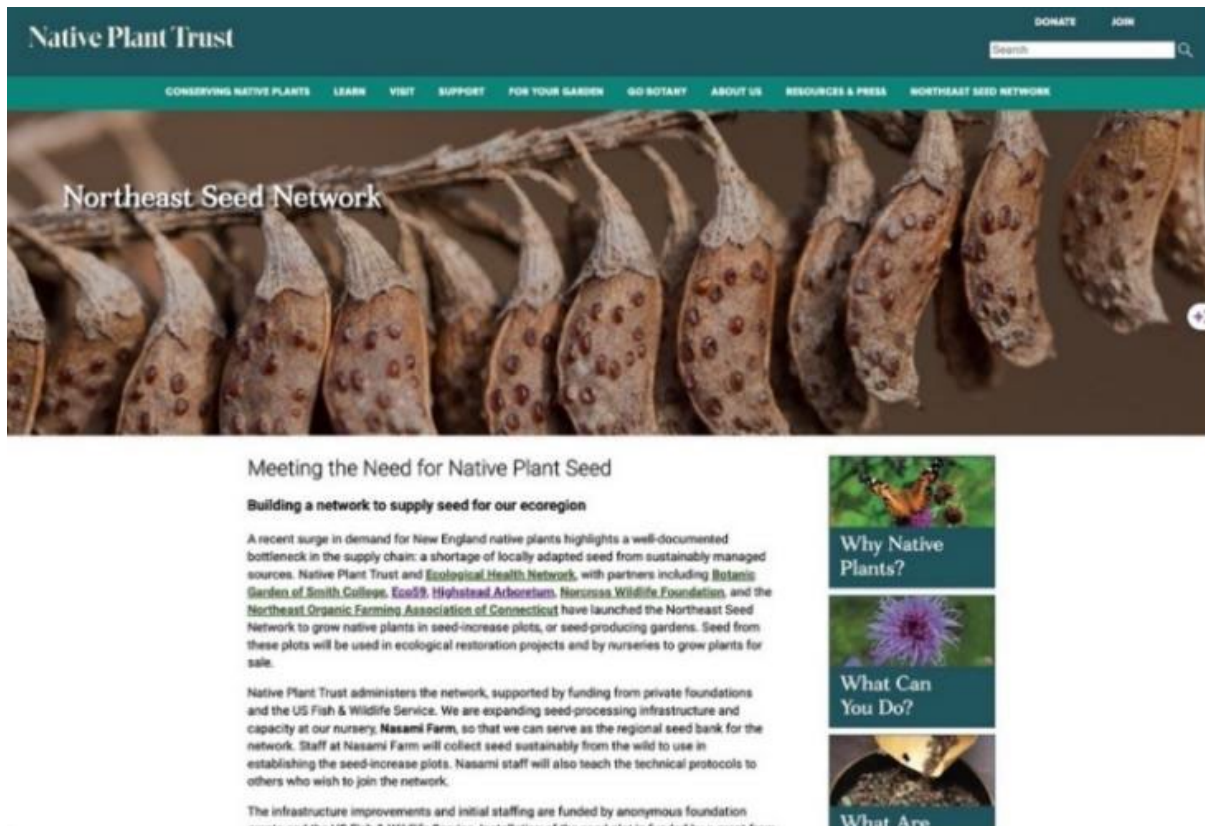 Native Plant Trust
DONATE JOIN
Search
CONSERVING NATIVE PLANTS LEARN VISIT SUPPORT FOR YOUR GARDEN GO BOTANY ABOUT US RESOURCES & PRESS NORTHEAST SEED NETWORK
Northeast Seed Network
Meeting the Need for Native Plant Seed
Building a network to supply seed for our ecoregion
A recent surge in demand for New England native plants highlights a well-documented
bottleneck in the supply chain: a shortage of locally adapted seed from sustainably managed
sources. Native Plant Trust and Ecological Health Network, with partners including Botanic
Garden of Smith College, Eco59, Highstead Arboretum, Norcross Wildlife Foundation, and the
Northeast Organic Farming Association of Connecticut have launched the Northeast Seed
Network to grow native plants in seed-increase plots, or seed-producing gardens. Seed from
these plots will be used in ecological restoration projects and by nurseries to grow plants for
sale.
Native Plant Trust administers the network, supported by funding from private foundations
and the US Fish & Wildlife Service. We are expanding seed-processing infrastructure and
capacity at our nursery, Nasami Farm, so that we can serve as the regional seed bank for the
network. Staff at Nasami Farm will collect seed sustainably from the wild to use in
establishing the seed-increase plots. Nasami staff will also teach the technical protocols to
others who wish to join the network.
The infrastructure improvements and initial staffing are funded by anonymous foundation
Why Native
Plants?
What Can
You Do?
What Are